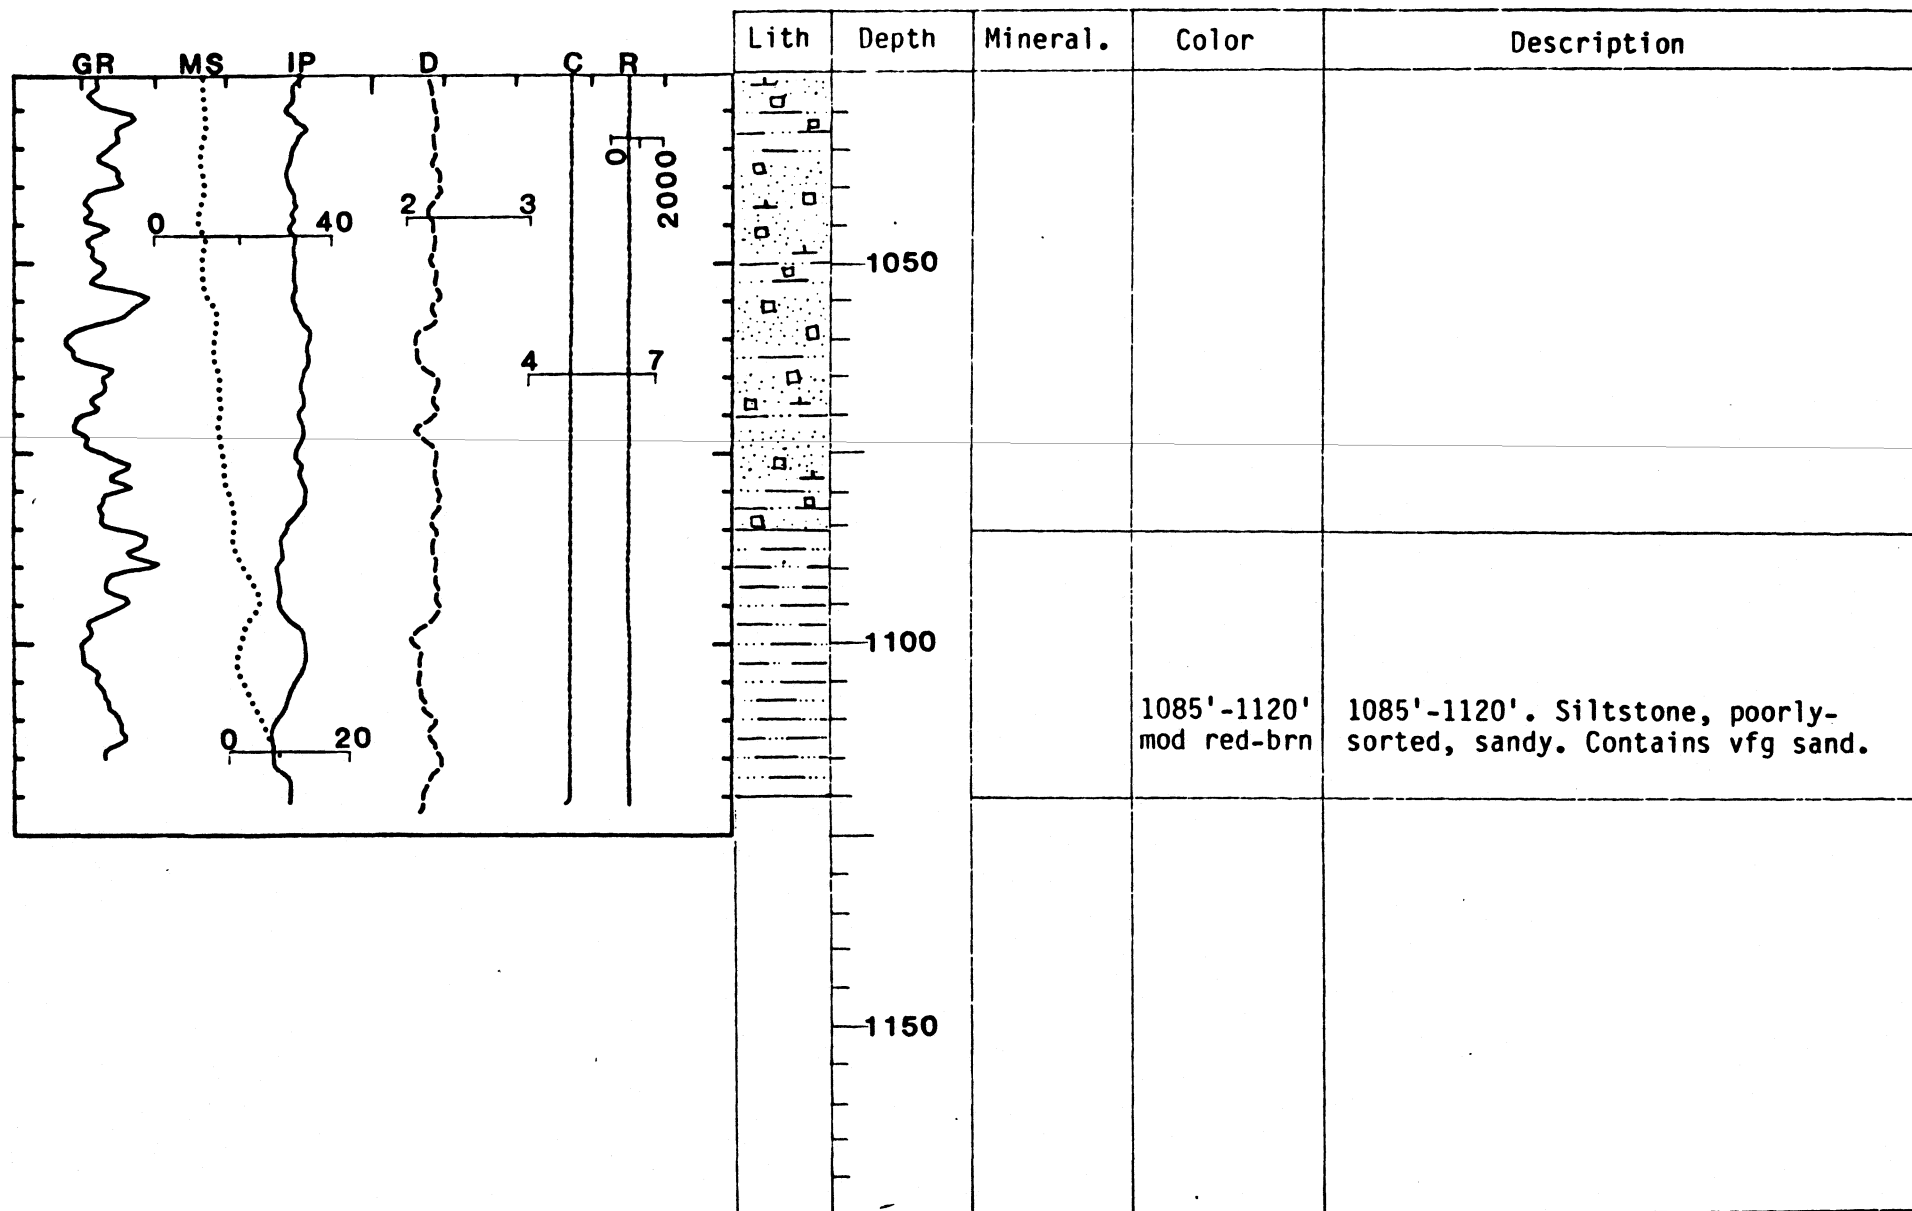 Lith Depth Mineral. Color Description
GR MS IP D C R
0 2000
2 3
0 40
1050
4 7
1100
1085'-1120' 1085'-1120'. Siltstone, poorly-
mod red-brn sorted, sandy. Contains vfg sand.
0 20
1150